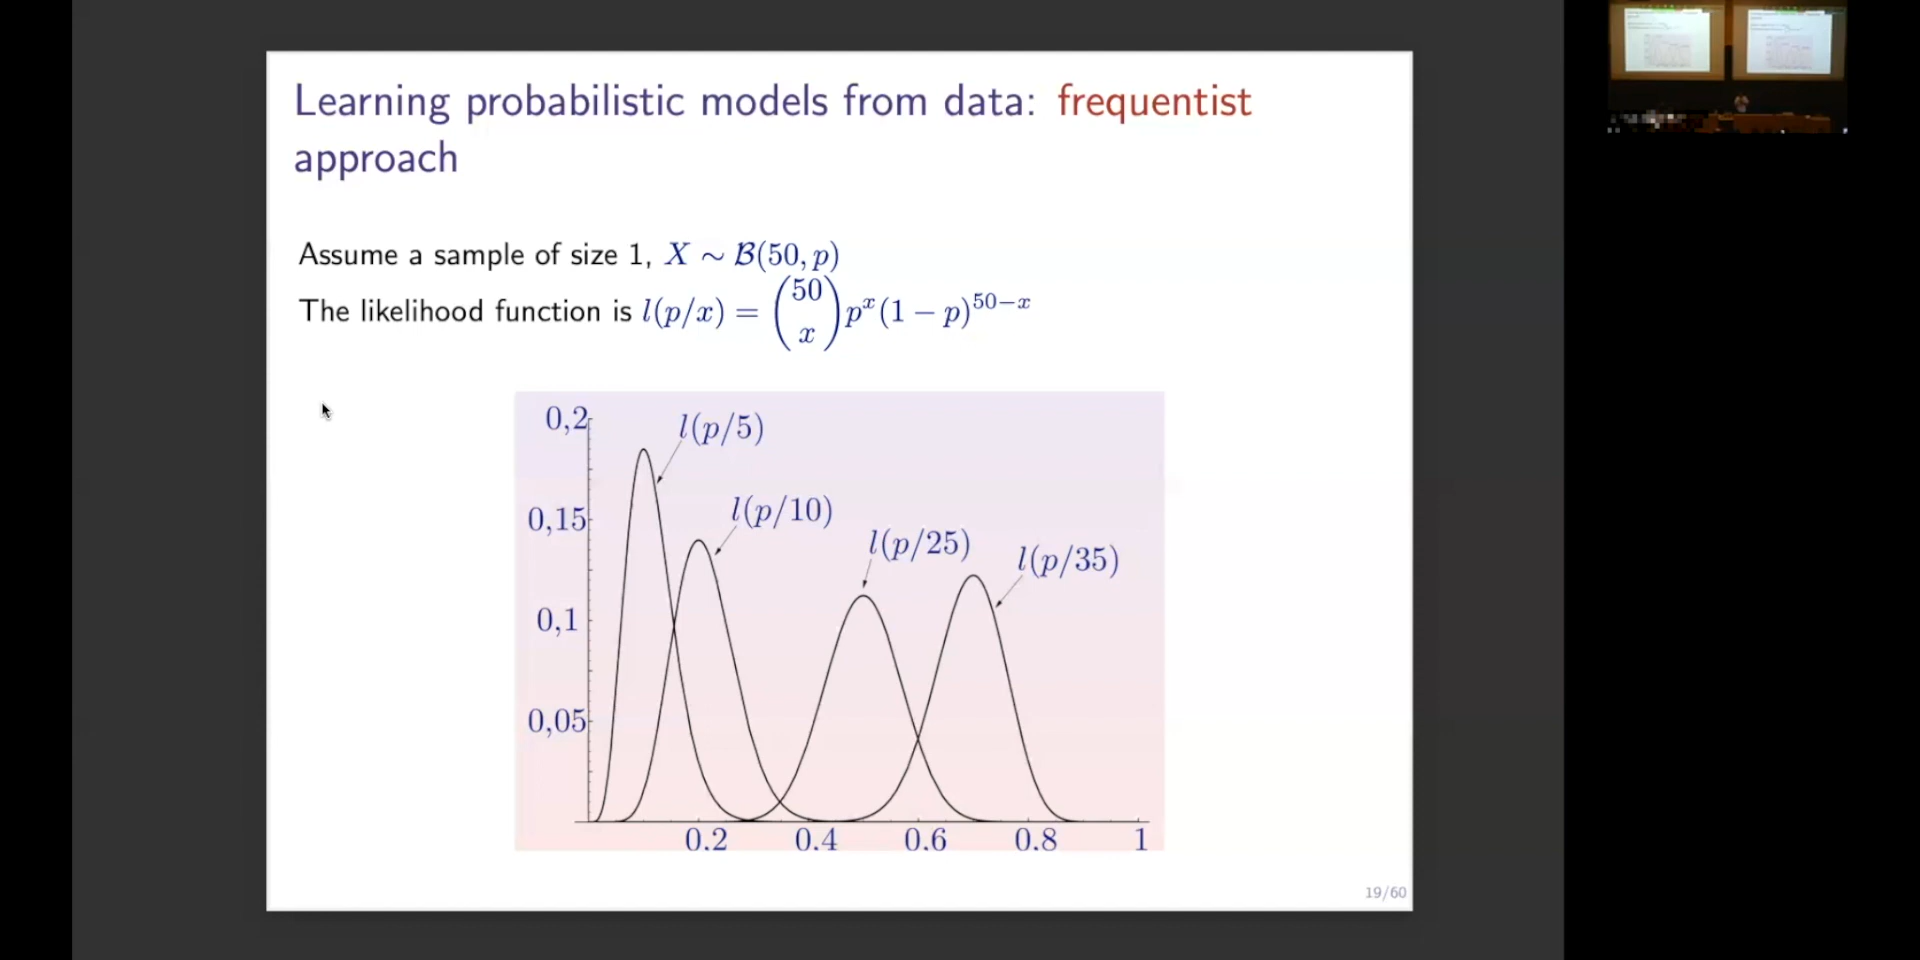 Learning probabilistic models from data: frequentist
approach
Assume a sample of size 1, X ∼ B(50, p)
The likelihood function is l(p/x) = (50 x) p^x (1 − p)^{50−x}
0,2
l(p/5)
0,15
l(p/10)
l(p/25)
l(p/35)
0,1
0,05
0.2 0.4 0.6 0.8 1
19/60